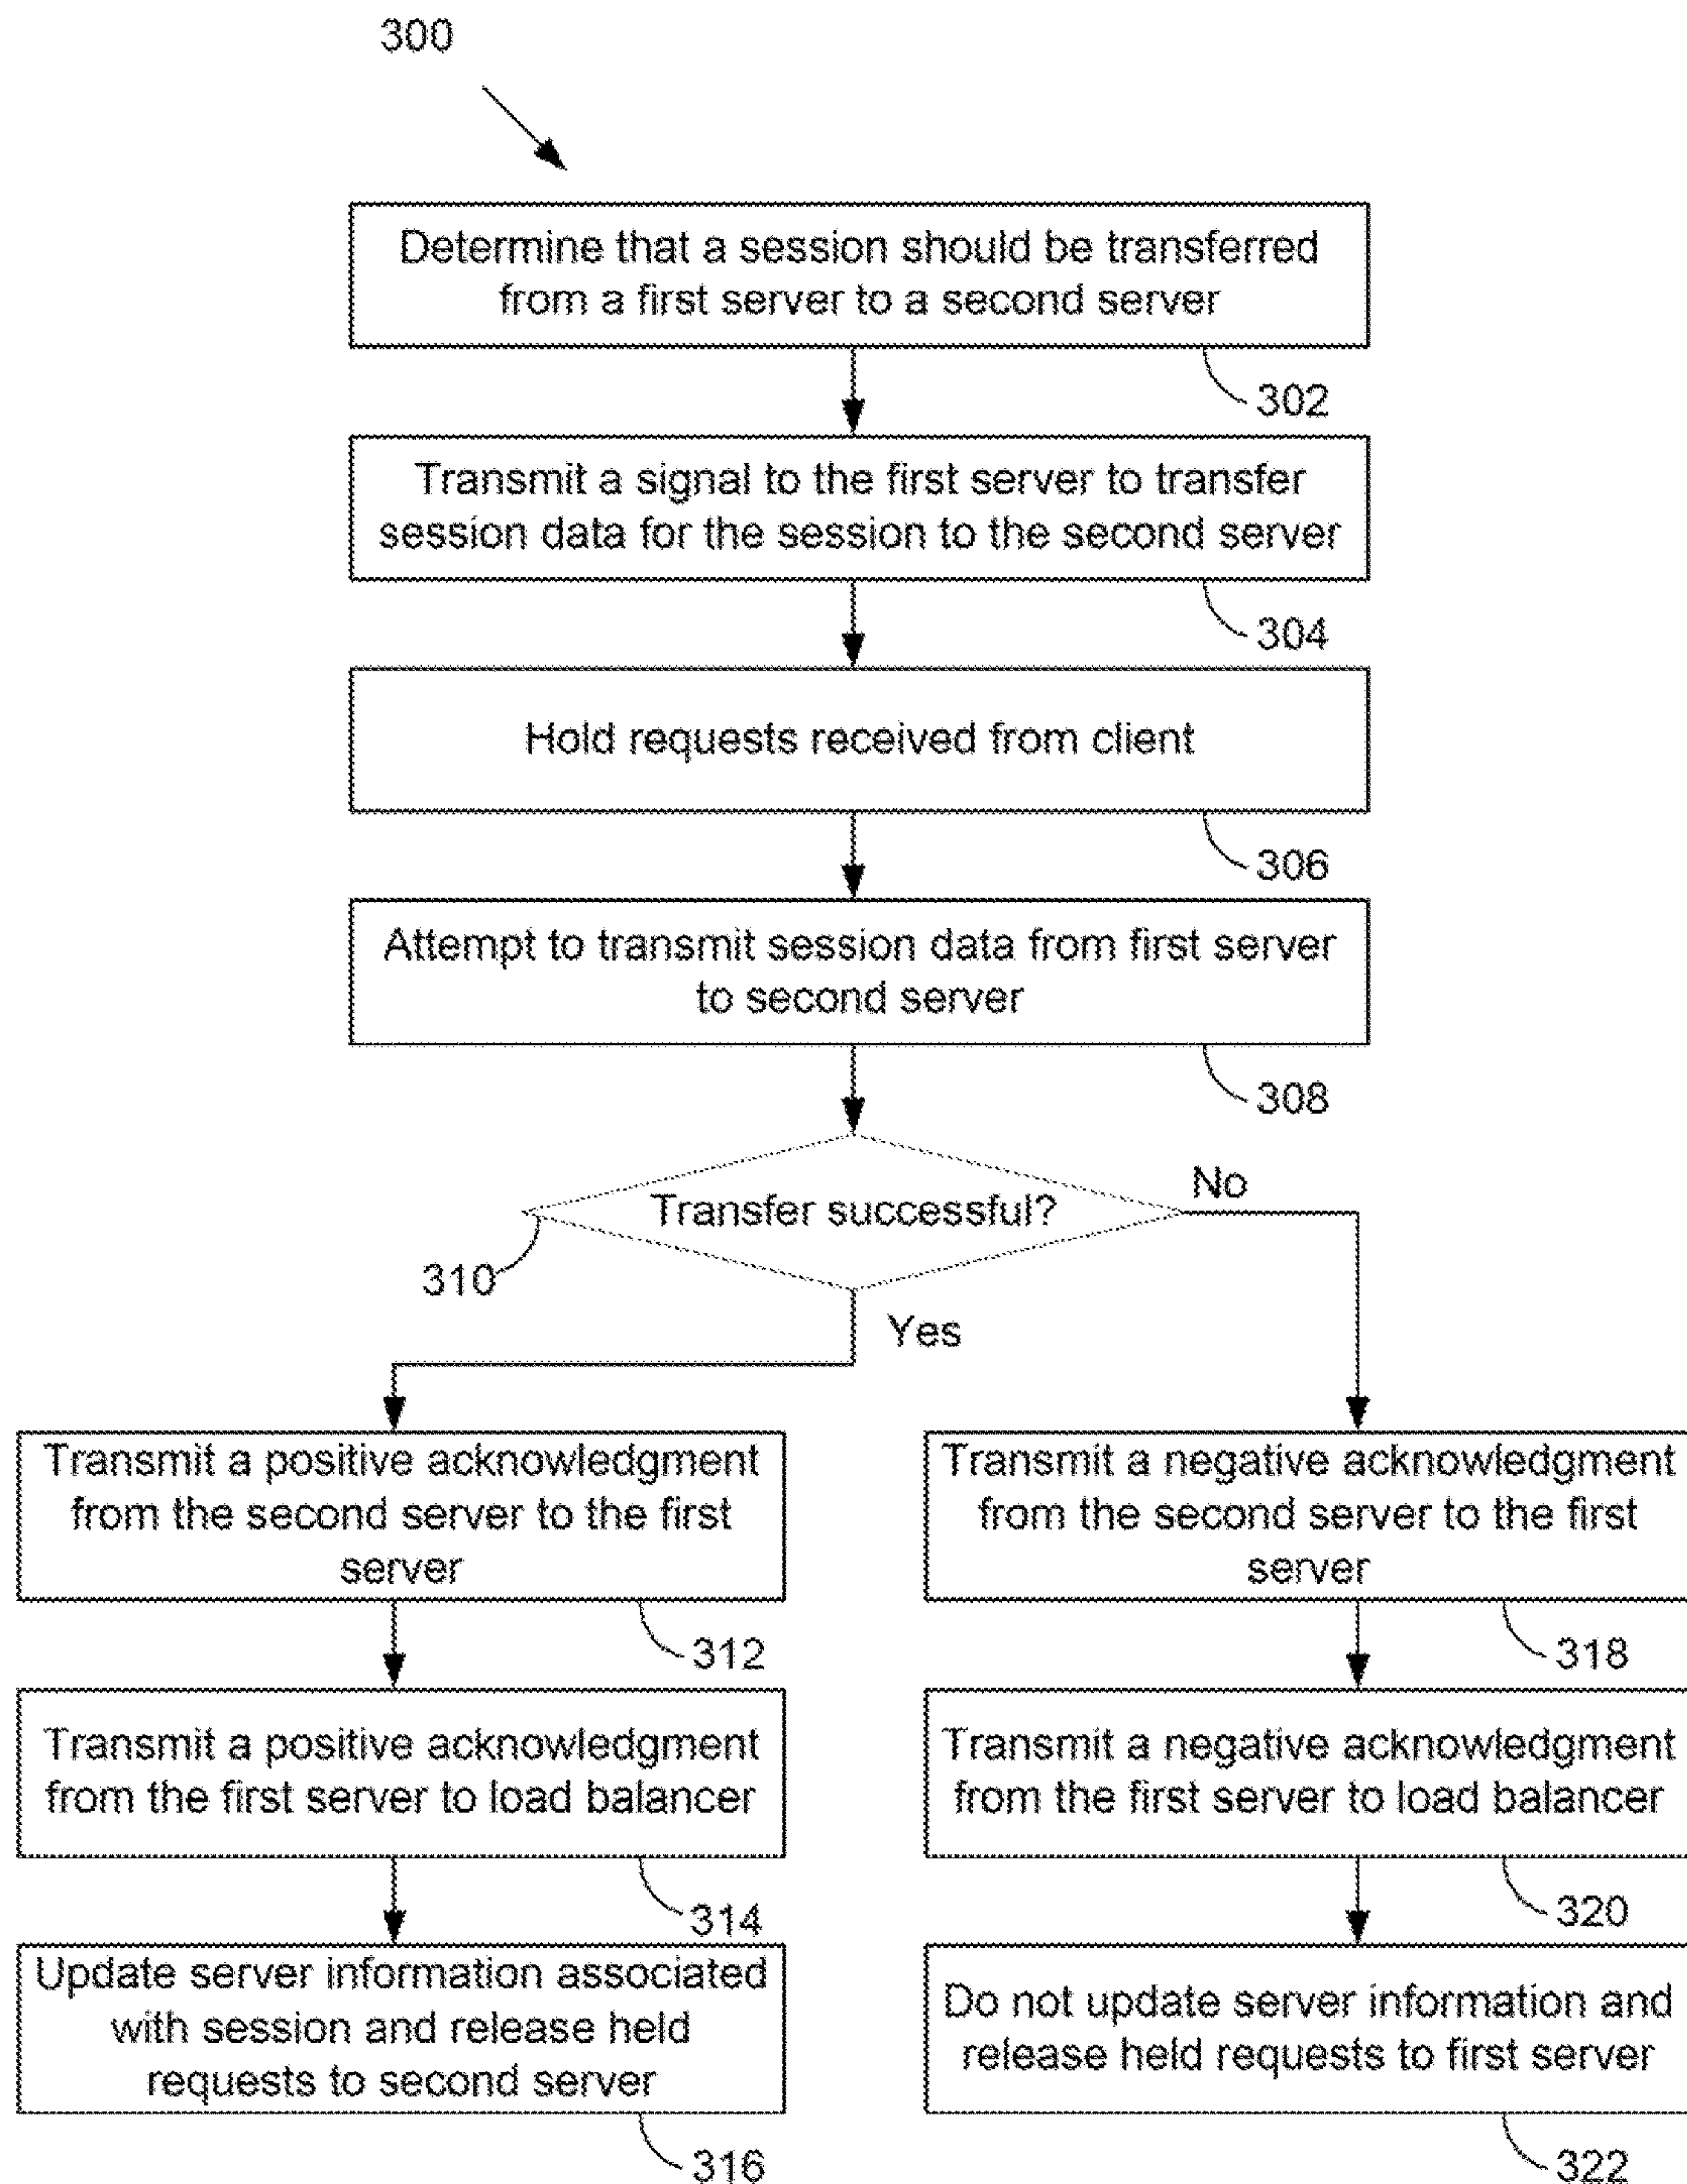 300
Determine that a session should be transferred
from a first server to a second server
302
Transmit a signal to the first server to transfer
session data for the session to the second server
304
Hold requests received from client
306
Attempt to transmit session data from first server
to second server
308
Transfer successful?
No
310
Yes
Transmit a positive acknowledgment
from the second server to the first
server
312
Transmit a positive acknowledgment
from the first server to load balancer
314
Update server information associated
with session and release held
requests to second server
316
Transmit a negative acknowledgment
from the second server to the first
server
318
Transmit a negative acknowledgment
from the first server to load balancer
320
Do not update server information and
release held requests to first server
322